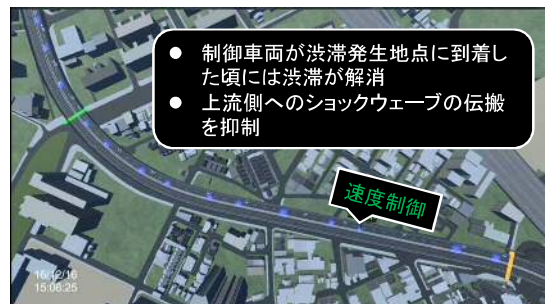 ● 制御車両が渋滞発生地点に到着し
た頃には渋滞が解消
● 上流側へのショックウェーブの伝搬
を抑制
速度制御
16/12/16
15:06:25